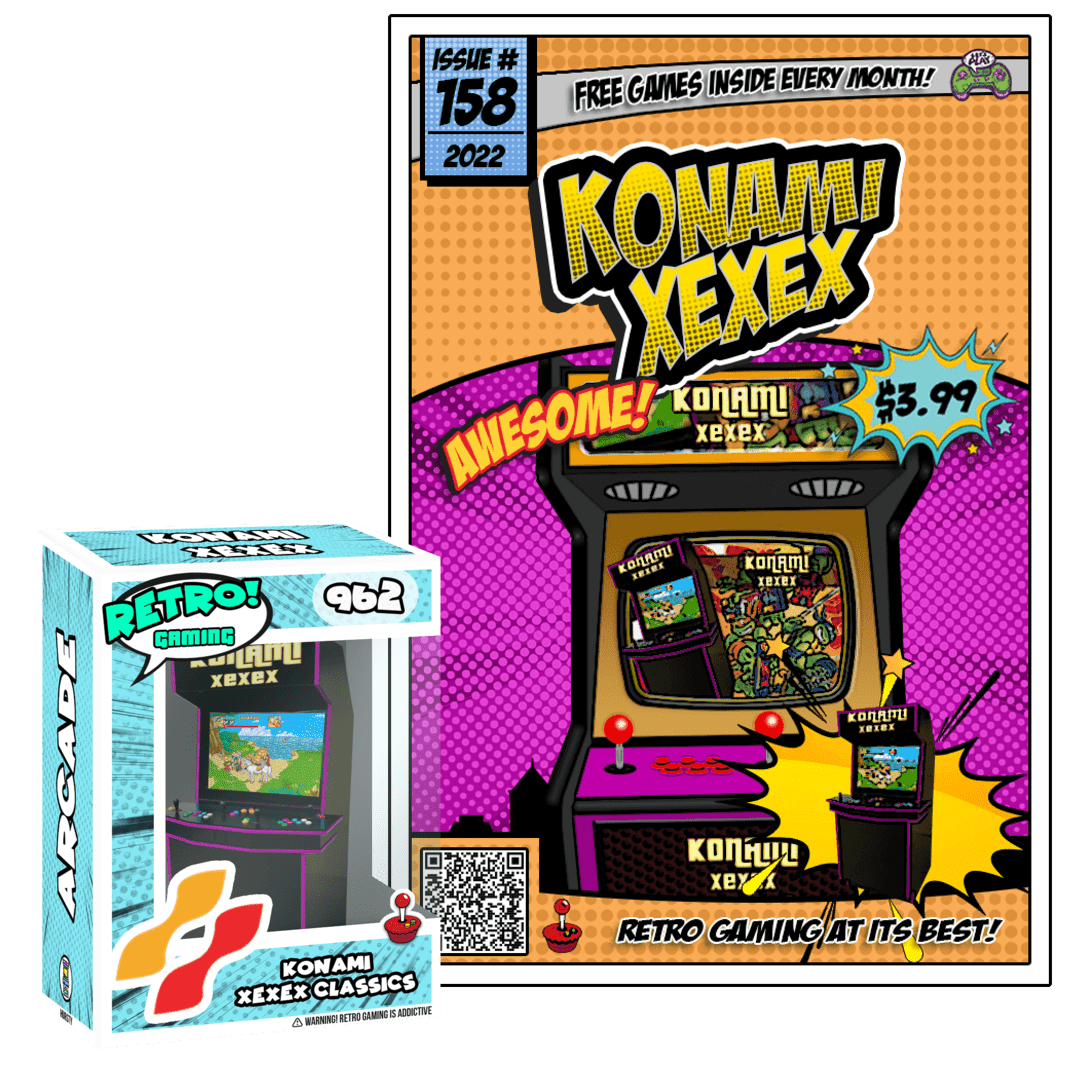 ISSUE #
158
2022
FREE GAMES INSIDE EVERY MONTH!
KONAMI
XEXEX
AWESOME!
$3.99
KONAMI
xexex
KONAMI
xexex
KONAMI
xexex
KONAMI
xexex
KONAMI
xexex
RETRO GAMING AT ITS BEST!
KONAMI
XEXEX
RETRO!
GAMING
962
ARCADE
KONAMI
xexex
KONAMI
XEXEX CLASSICS
WARNING! RETRO GAMING IS ADDICTIVE